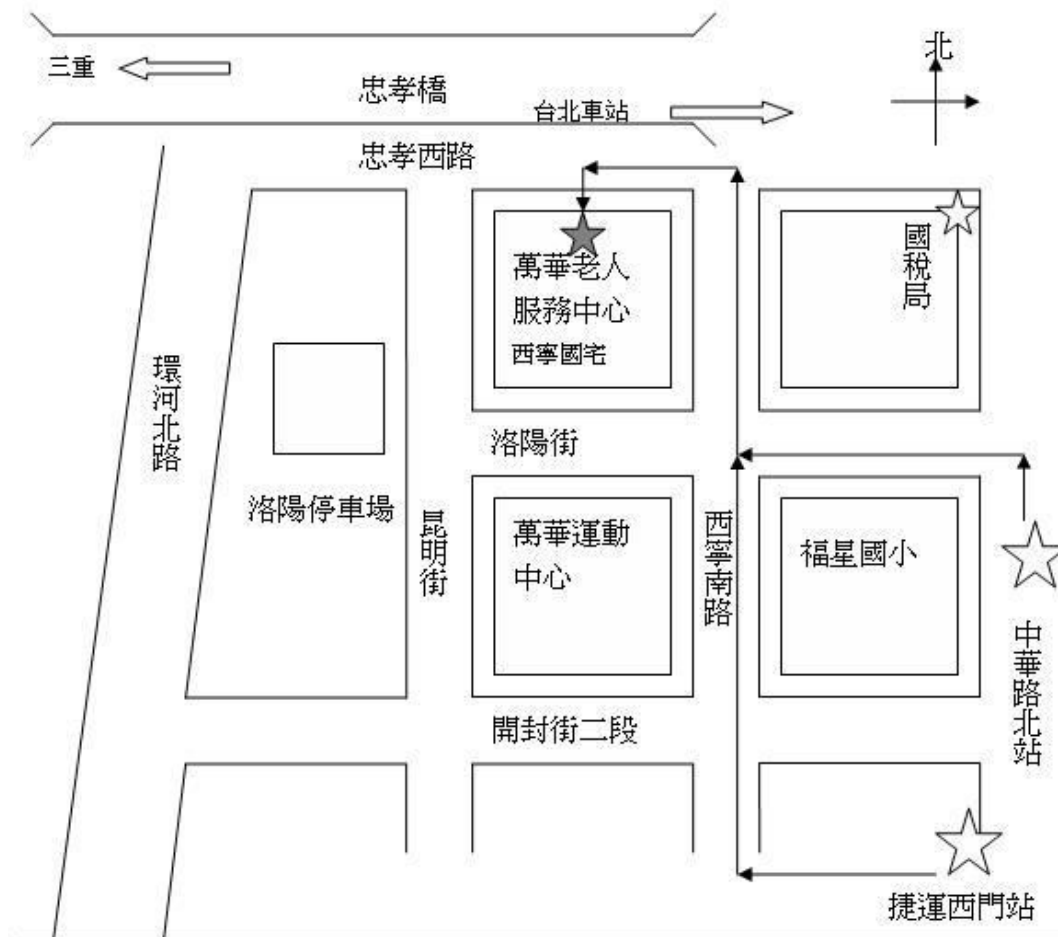 北
三重
忠孝橋
台北車站
忠孝西路
國稅局
萬華老人
服務中心
西寧國宅
環河北路
洛陽街
洛陽停車場
昆明街
萬華運動
中心
西寧南路
福星國小
中華路北站
開封街二段
捷運西門站